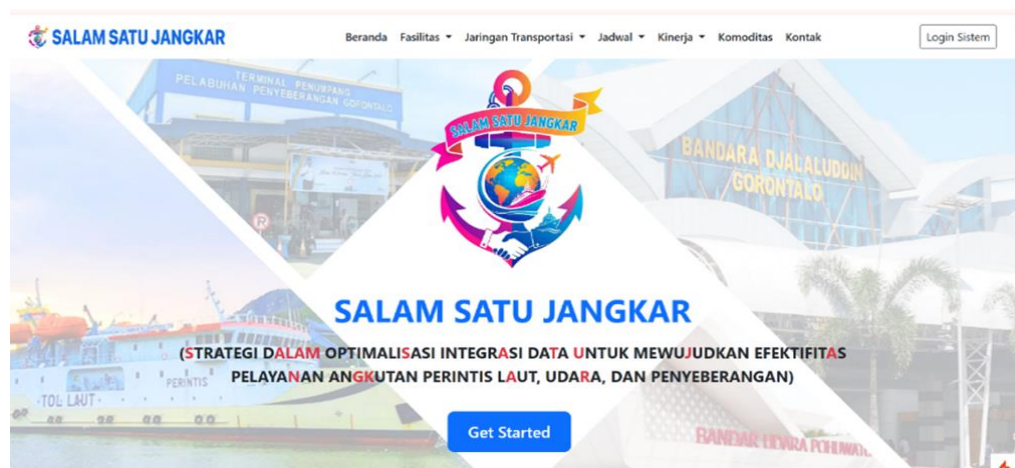 SALAM SATU JANGKAR
Beranda Fasilitas Jaringan Transportasi Jadwal Kinerja Komoditas Kontak
Login Sistem
TERMINAL PENUMPANG
PELABUHAN PENYEBERANGAN GORONTALO
SALAM SATU JANGKAR
BANDARA DJALALUDDIN
GORONTALO
SALAM SATU JANGKAR
(STRATEGI DALAM OPTIMALISASI INTEGRASI DATA UNTUK MEWUJUDKAN EFEKTIFITAS
PELAYANAN ANGKUTAN PERINTIS LAUT, UDARA, DAN PENYEBERANGAN)
PERINTIS
TOL LAUT
Get Started
BANDAR UDARA POHUWATO